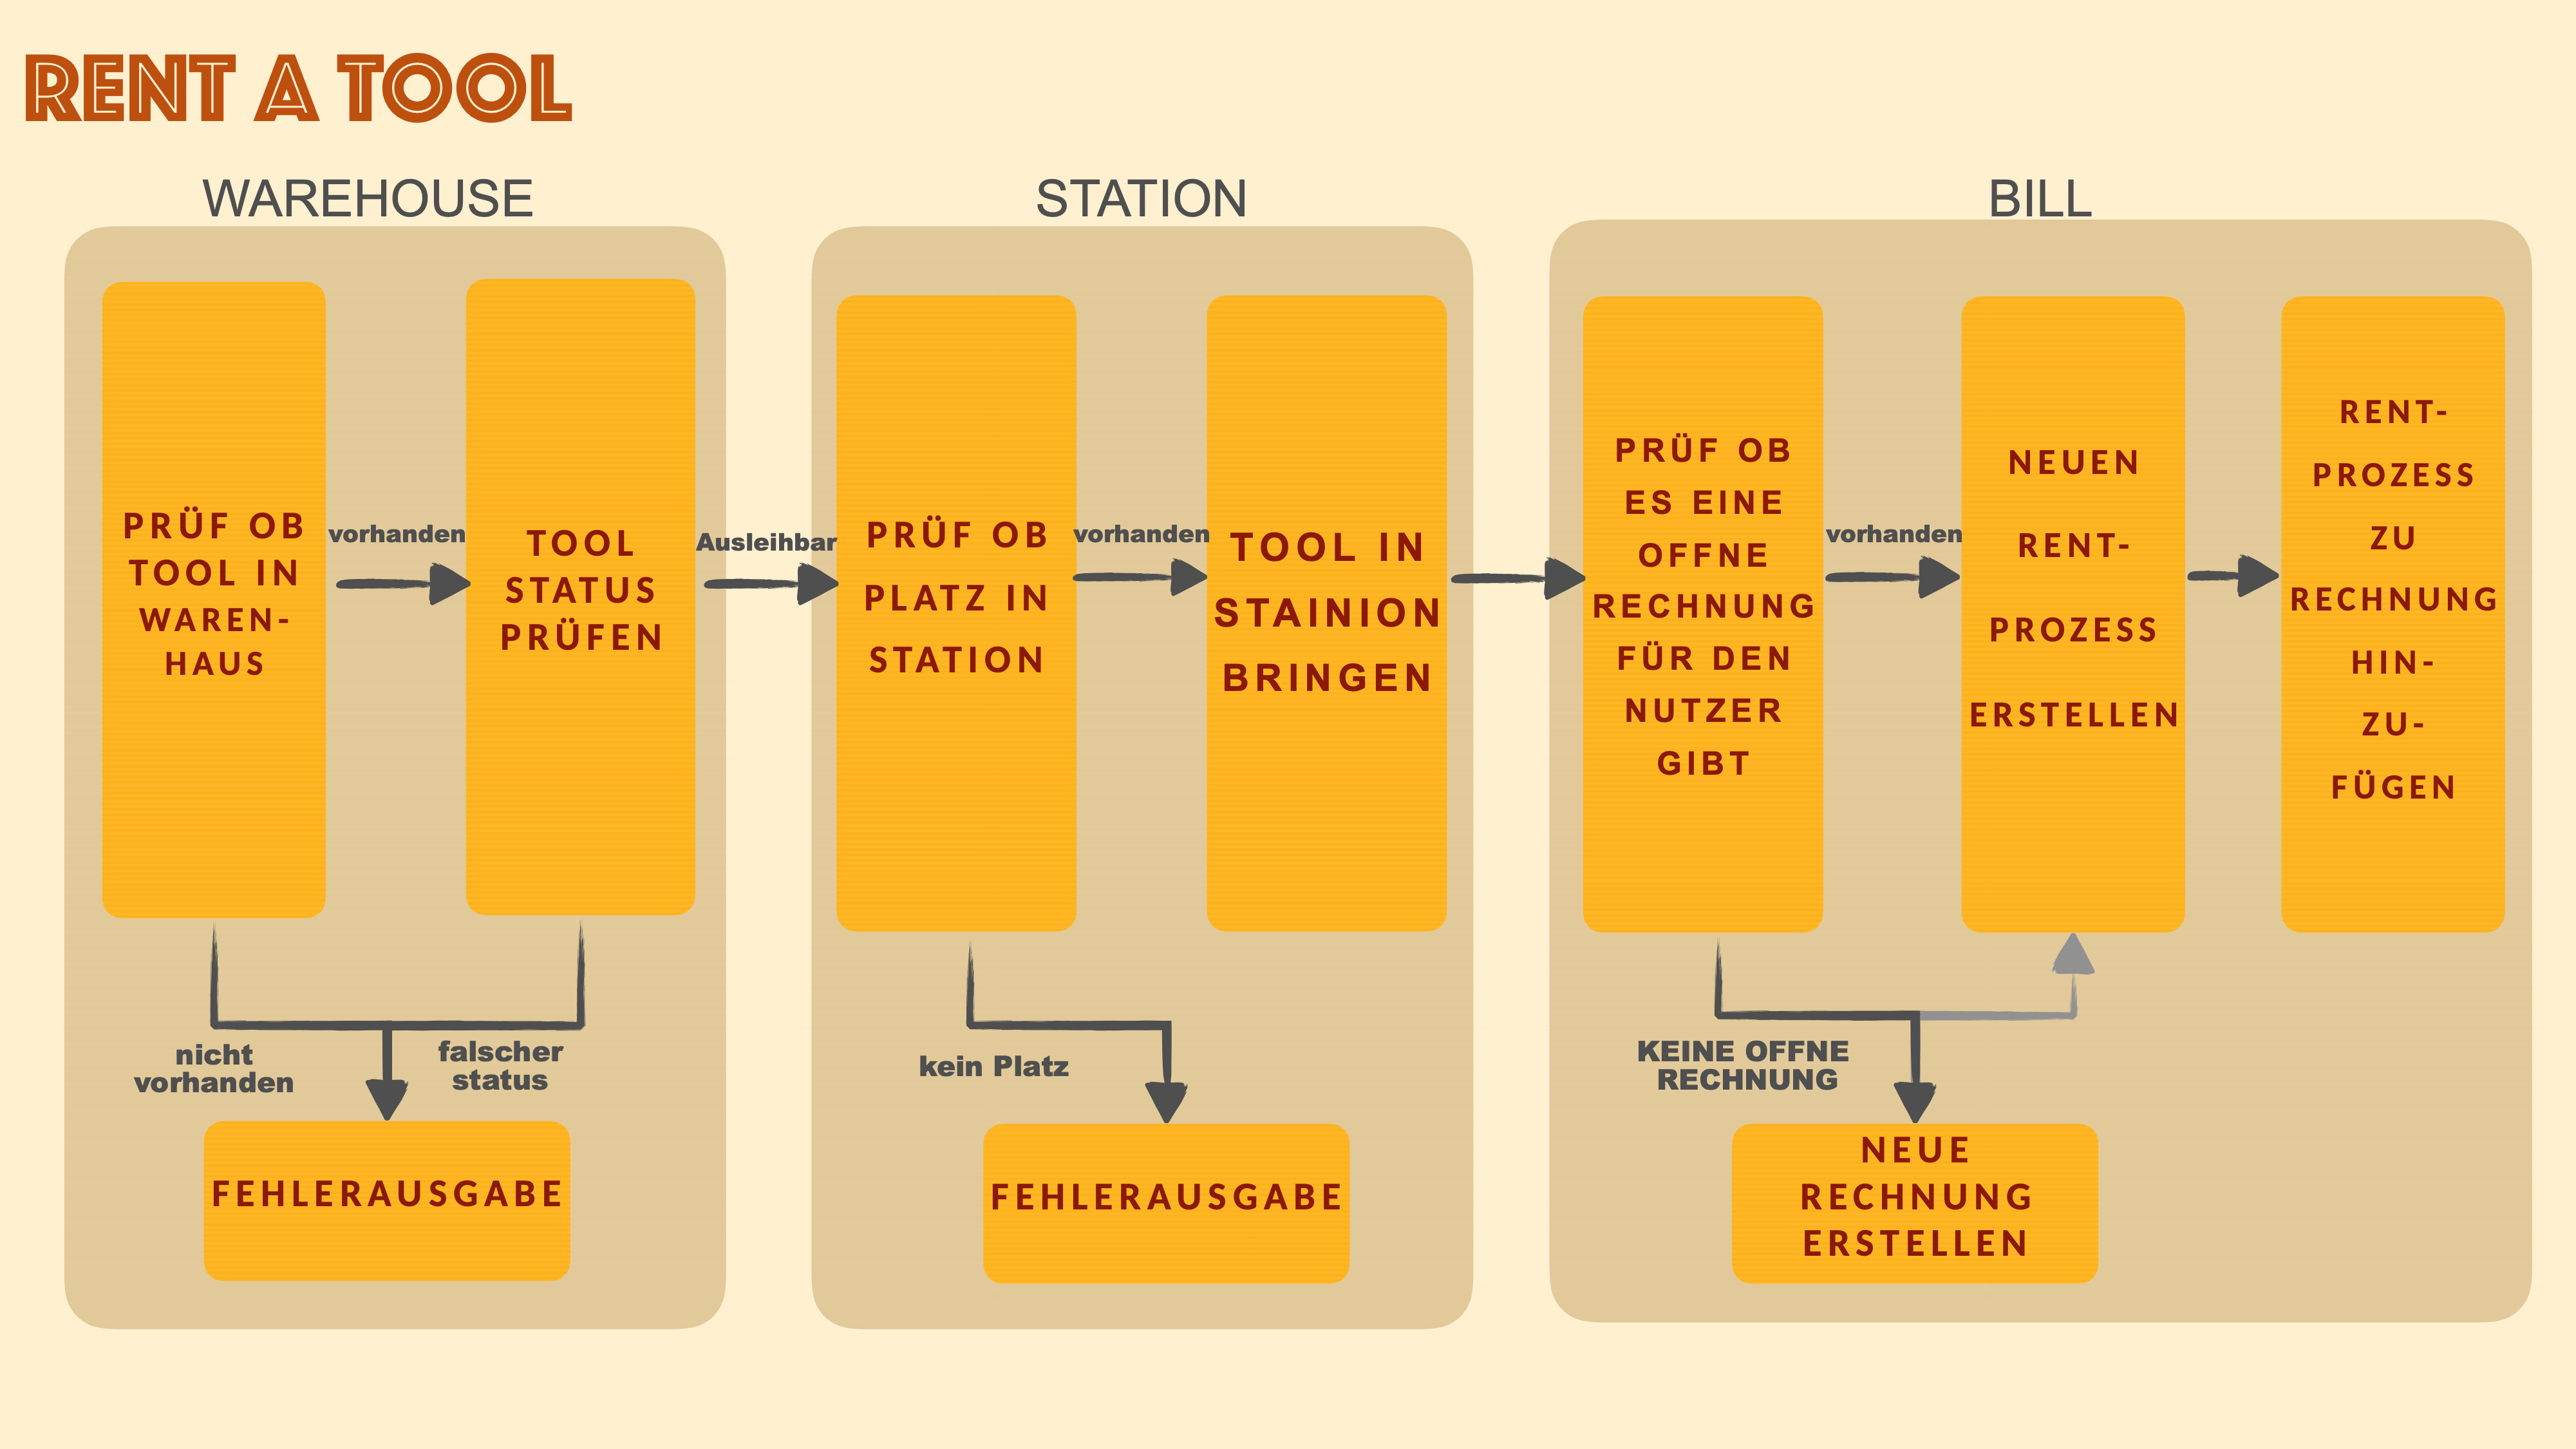 RENT A TOOL
WAREHOUSE
PRÜF OB
TOOL IN
WAREN-
HAUS
vorhanden
TOOL
STATUS
PRÜFEN
nicht
vorhanden
falscher
status
FEHLERAUSGABE
Ausleihbar
STATION
PRÜF OB
PLATZ IN
STATION
vorhanden
TOOL IN
STAINION
BRINGEN
kein Platz
FEHLERAUSGABE
BILL
PRÜF OB
ES EINE
OFFNE
RECHNUNG
FÜR DEN
NUTZER
GIBT
vorhanden
NEUEN
RENT-
PROZESS
ERSTELLEN
RENT-
PROZESS
ZU
RECHNUNG
HIN-
ZU-
FÜGEN
KEINE OFFNE
RECHNUNG
NEUE
RECHNUNG
ERSTELLEN